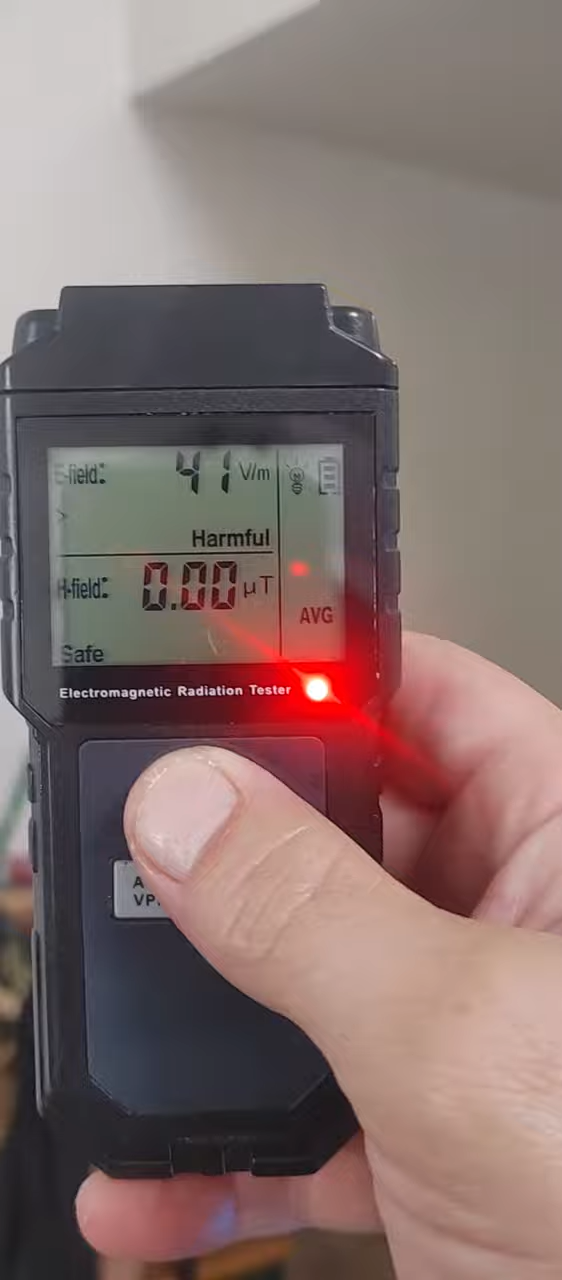 E-field: 41 V/m
Harmful
H-field: 0.00 µT
AVG
Safe
Electromagnetic Radiation Tester